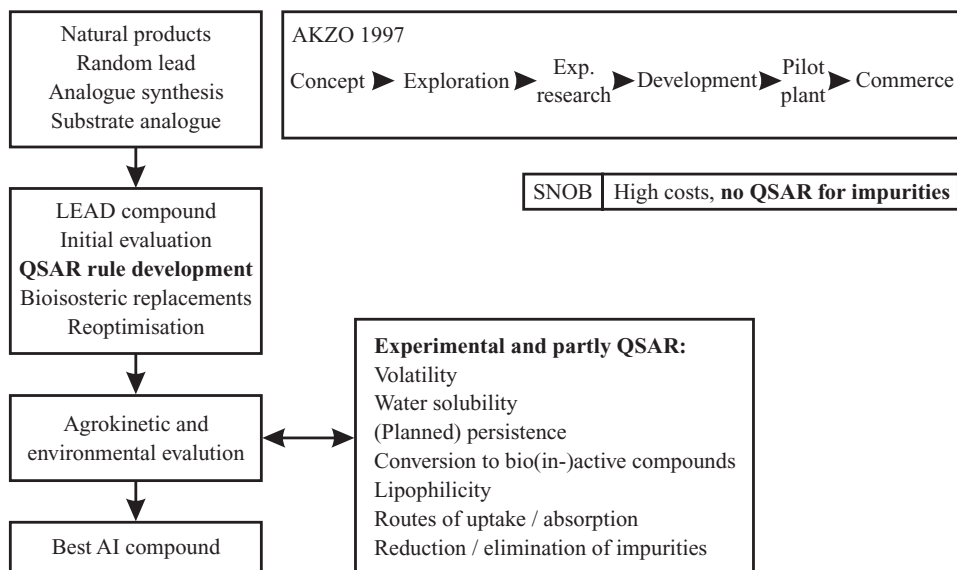 Natural products
Random lead
Analogue synthesis
Substrate analogue
AKZO 1997
Concept Exploration Exp. research Development Pilot plant Commerce
SNOB High costs, no QSAR for impurities
LEAD compound
Initial evaluation
QSAR rule development
Bioisosteric replacements
Reoptimisation
Agrokinetic and
environmental evalution
Experimental and partly QSAR:
Volatility
Water solubility
(Planned) persistence
Conversion to bio(in-)active compounds
Lipophilicity
Routes of uptake / absorption
Reduction / elimination of impurities
Best AI compound